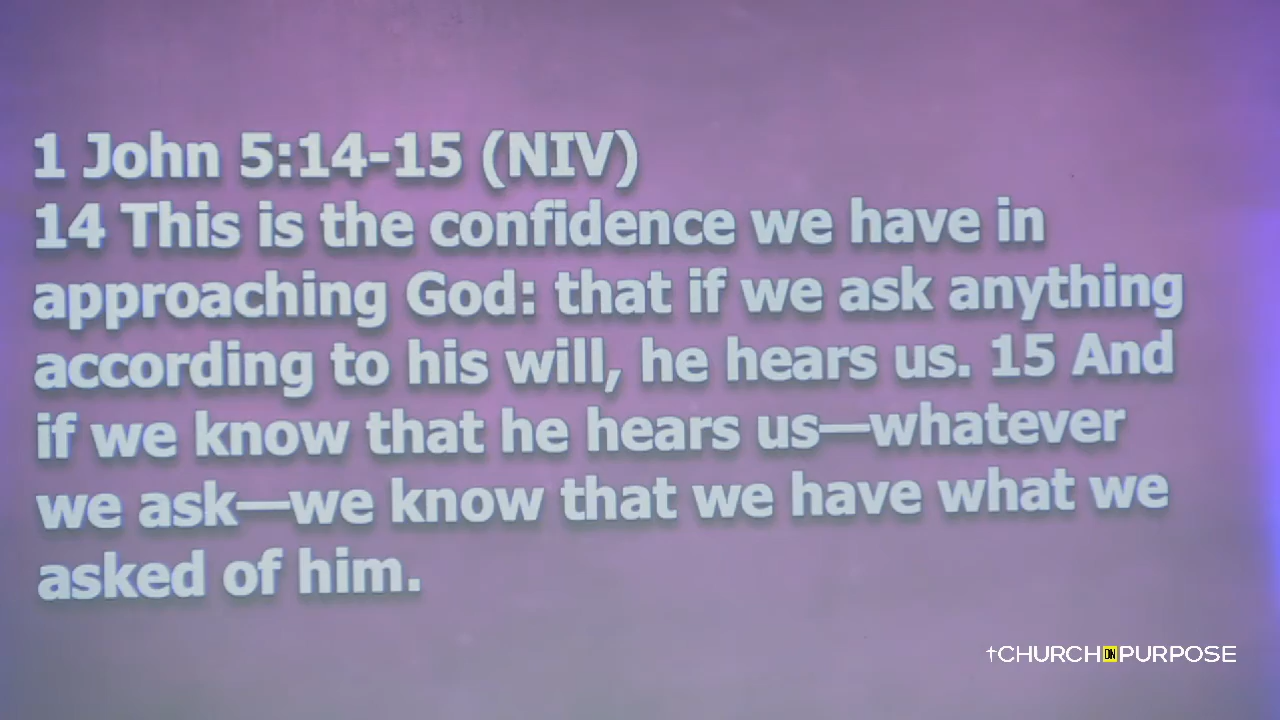 1 John 5:14-15 (NIV)
14 This is the confidence we have in
approaching God: that if we ask anything
according to his will, he hears us. 15 And
if we know that he hears us—whatever
we ask—we know that we have what we
asked of him.
†CHURCH ON PURPOSE